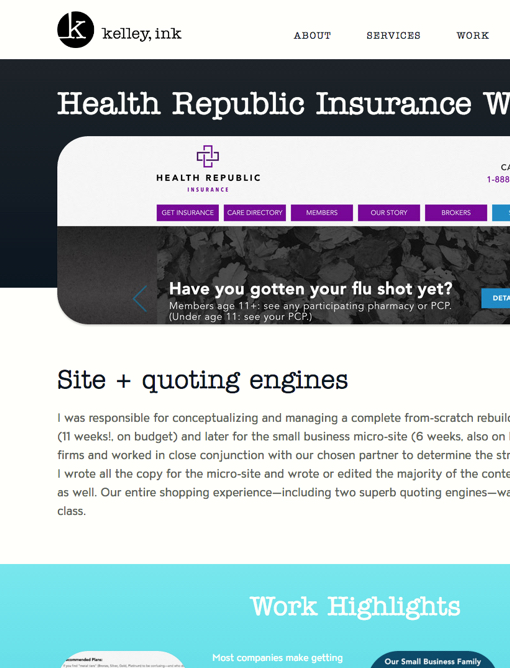 k kelley, ink
ABOUT SERVICES WORK
Health Republic Insurance W
HEALTH REPUBLIC
INSURANCE
CA
1-888
GET INSURANCE CARE DIRECTORY MEMBERS OUR STORY BROKERS
Have you gotten your flu shot yet?
Members age 11+: see any participating pharmacy or PCP.
(Under age 11: see your PCP.)
DETA
Site + quoting engines
I was responsible for conceptualizing and managing a complete from-scratch rebuil
(11 weeks!, on budget) and later for the small business micro-site (6 weeks, also on
firms and worked in close conjunction with our chosen partner to determine the str
I wrote all the copy for the micro-site and wrote or edited the majority of the conte
as well. Our entire shopping experience—including two superb quoting engines—wa
class.
Work Highlights
Most companies make getting
Our Small Business Family